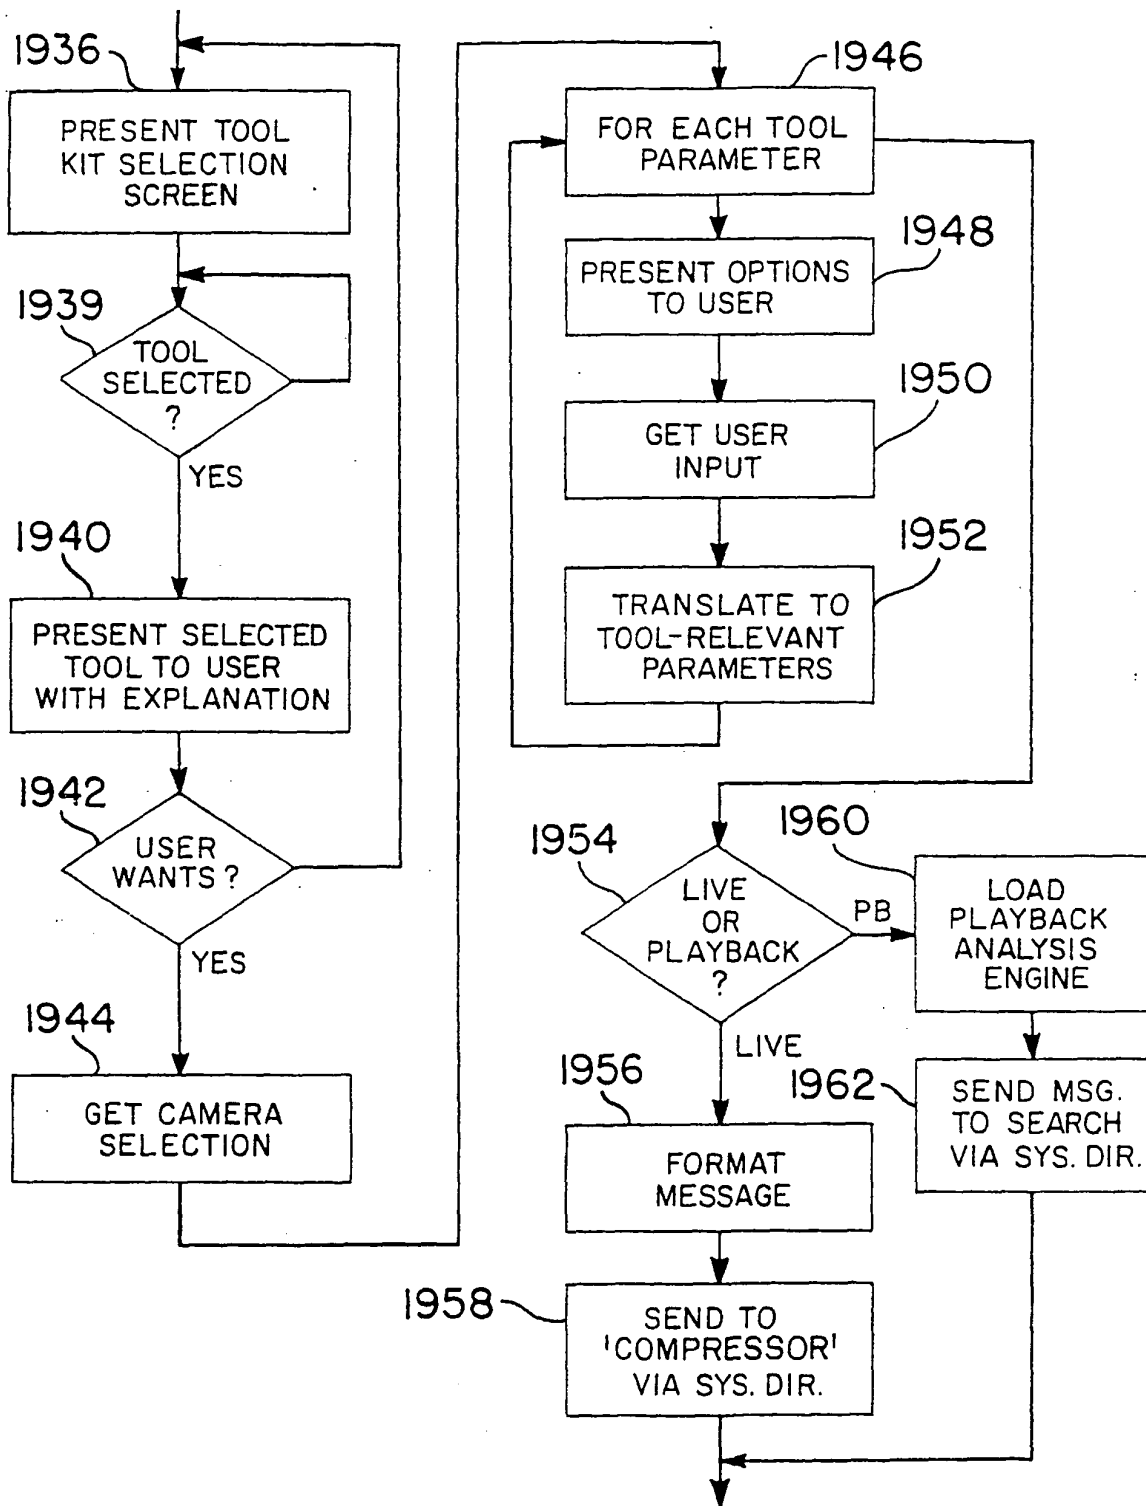 1936
PRESENT TOOL
KIT SELECTION
SCREEN
1939
TOOL
SELECTED
?
YES
1940
PRESENT SELECTED
TOOL TO USER
WITH EXPLANATION
1942
USER
WANTS?
YES
1944
GET CAMERA
SELECTION
1946
FOR EACH TOOL
PARAMETER
1948
PRESENT OPTIONS
TO USER
1950
GET USER
INPUT
1952
TRANSLATE TO
TOOL-RELEVANT
PARAMETERS
1954
LIVE
OR
PLAYBACK
?
PB
LIVE
1960
LOAD
PLAYBACK
ANALYSIS
ENGINE
1962
SEND MSG.
TO SEARCH
VIA SYS. DIR.
1956
FORMAT
MESSAGE
1958
SEND TO
'COMPRESSOR'
VIA SYS. DIR.